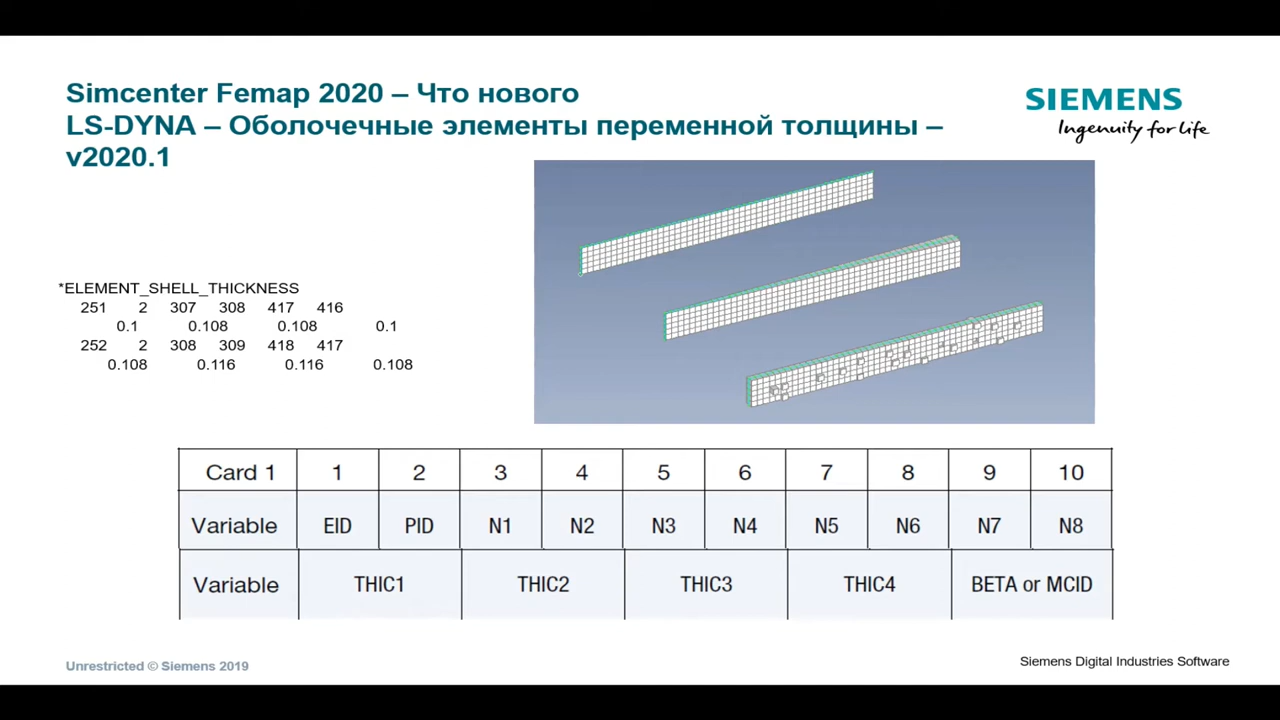 Simcenter Femap 2020 – Что нового
LS-DYNA – Оболочечные элементы переменной толщины –
v2020.1
SIEMENS
Ingenuity for life
*ELEMENT_SHELL_THICKNESS
251 2 307 308 417 416
0.1 0.108 0.108 0.1
252 2 308 309 418 417
0.108 0.116 0.116 0.108
Card 1 1 2 3 4 5 6 7 8 9 10
Variable EID PID N1 N2 N3 N4 N5 N6 N7 N8
Variable THIC1 THIC2 THIC3 THIC4 BETA or MCID
Unrestricted © Siemens 2019
Siemens Digital Industries Software